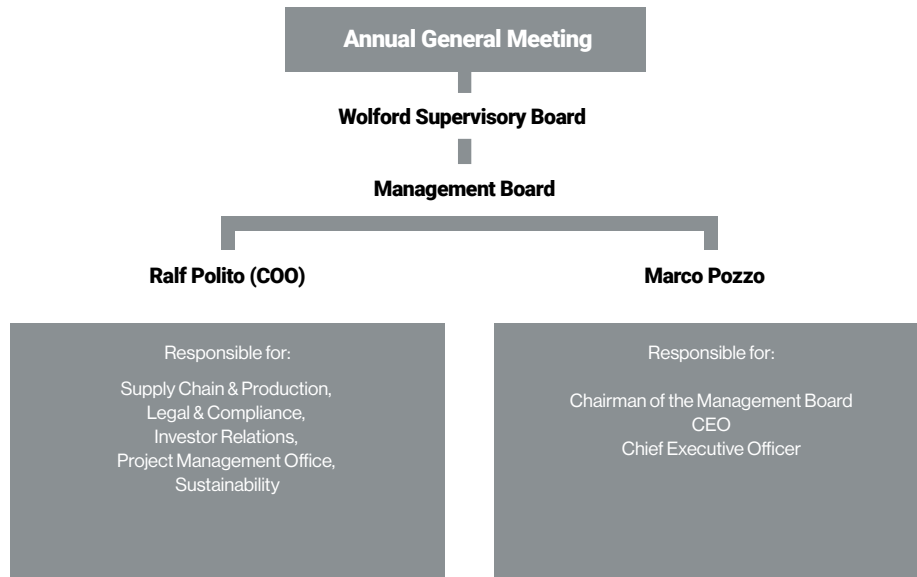 Annual General Meeting
Wolford Supervisory Board
Management Board
Ralf Polito (COO)
Responsible for:
Supply Chain & Production,
Legal & Compliance,
Investor Relations,
Project Management Office,
Sustainability
Marco Pozzo
Responsible for:
Chairman of the Management Board
CEO
Chief Executive Officer